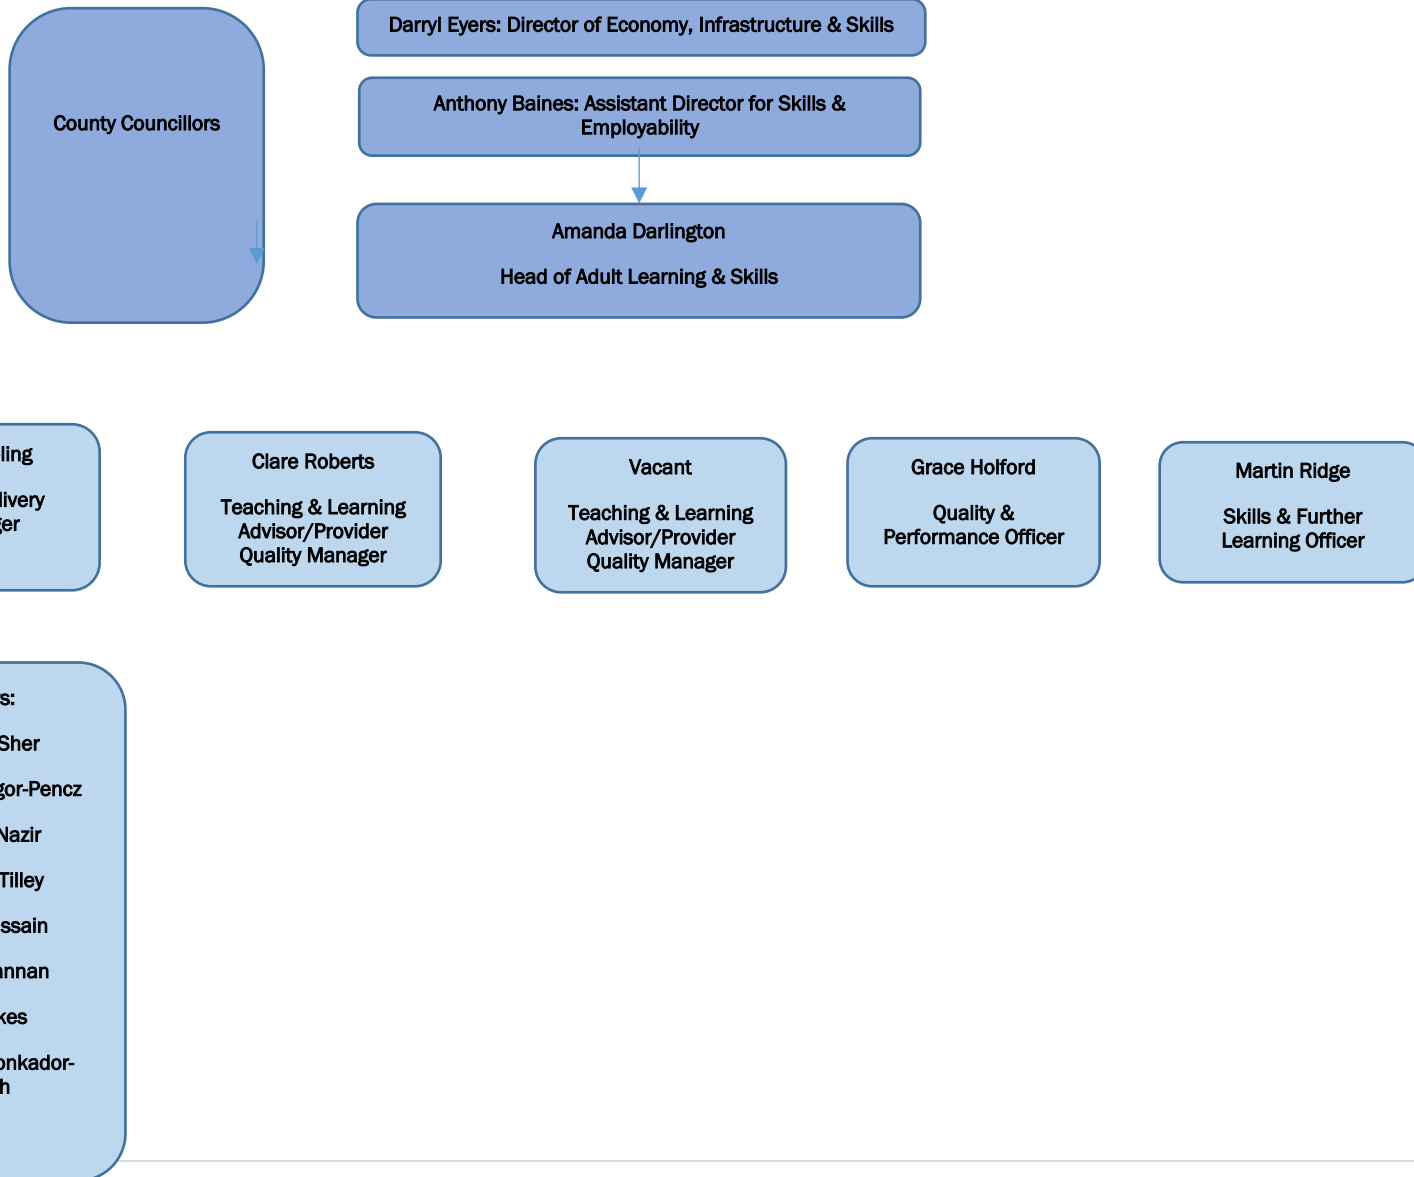 Darryl Eyers: Director of Economy, Infrastructure & Skills
County Councillors
Anthony Baines: Assistant Director for Skills &
Employability
Amanda Darlington
Head of Adult Learning & Skills
Clare Roberts
Teaching & Learning
Advisor/Provider
Quality Manager
Vacant
Teaching & Learning
Advisor/Provider
Quality Manager
Grace Holford
Quality &
Performance Officer
Martin Ridge
Skills & Further
Learning Officer
Sher
gor-Pencz
Nazir
Tilley
ssain
annan
kes
onkador-
h